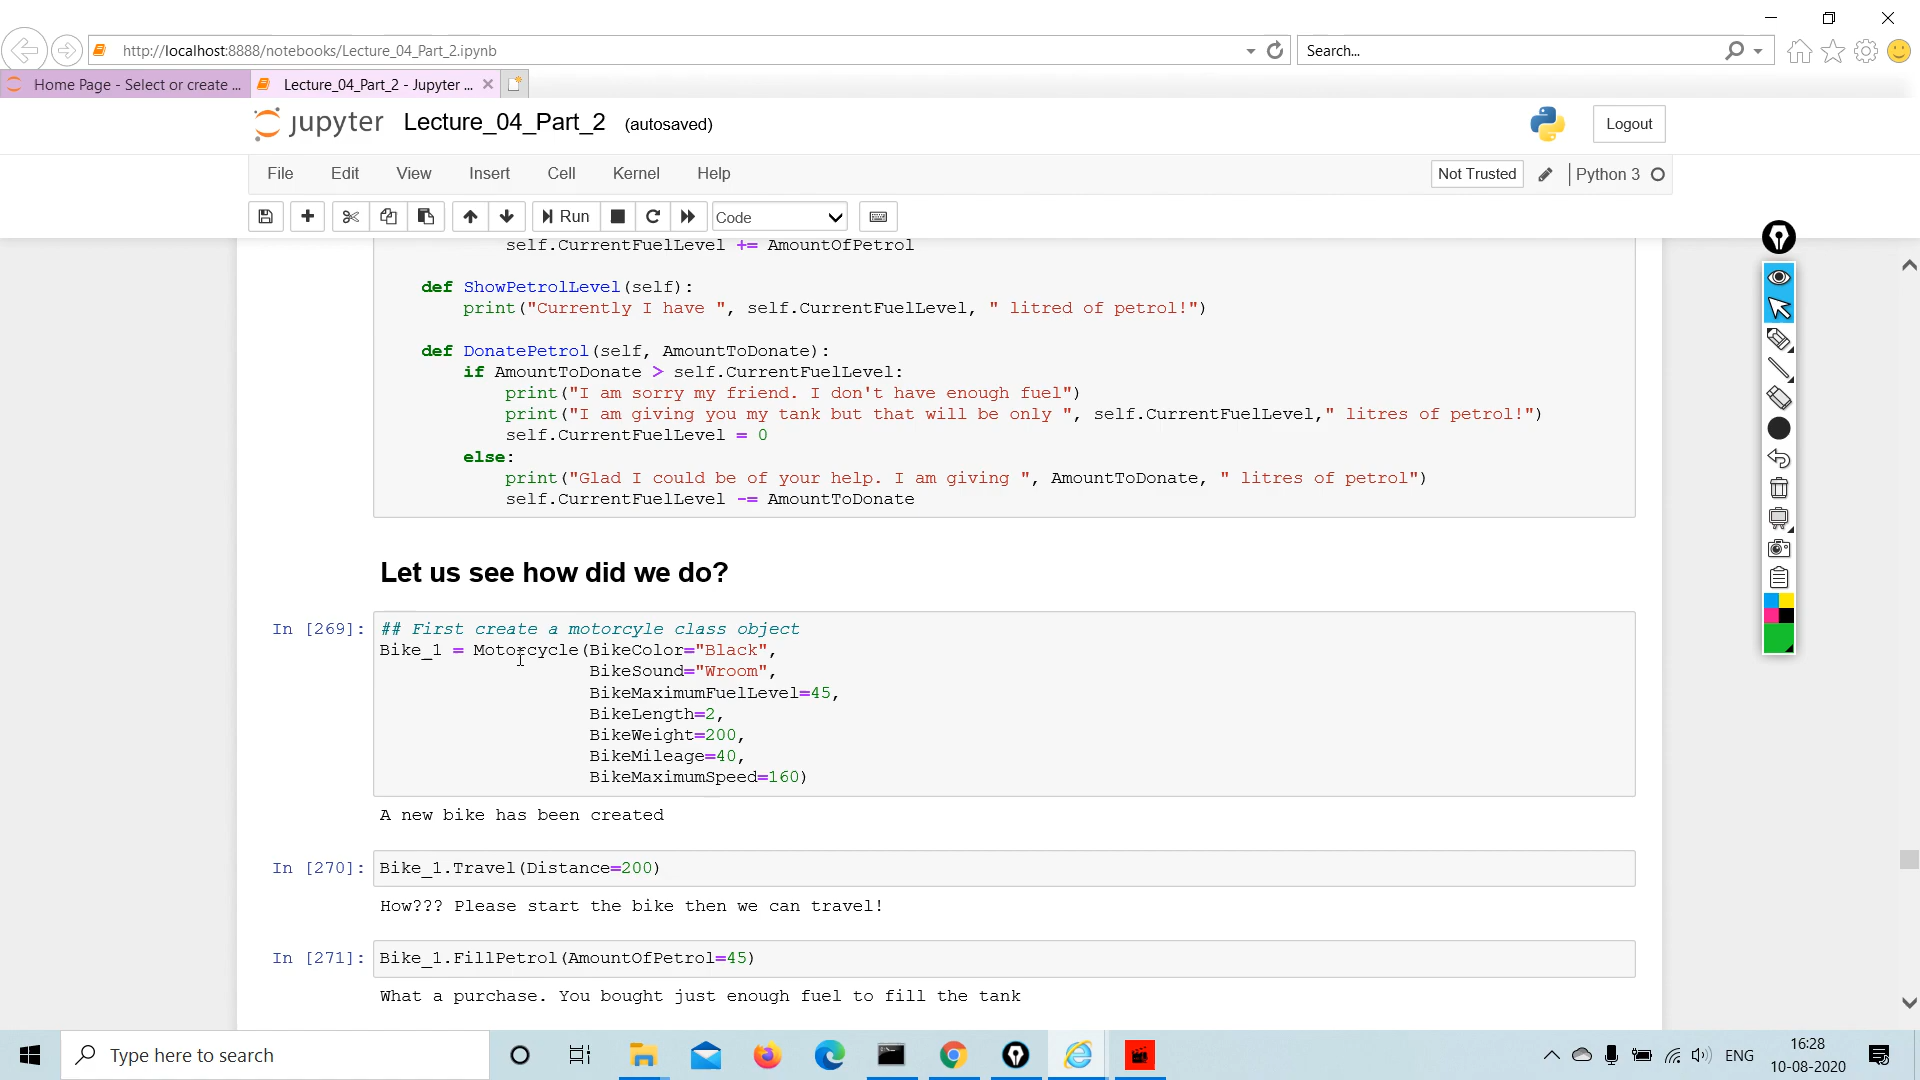 http://localhost:8888/notebooks/Lecture_04_Part_2.ipynb
Search...
Home Page - Select or create ...
Lecture_04_Part_2 - Jupyter ...
jupyter Lecture_04_Part_2 (autosaved)
Logout
File Edit View Insert Cell Kernel Help
Not Trusted
Python 3
Run
Code
self.CurrentFuelLevel += AmountOfPetrol
def ShowPetrolLevel(self):
print("Currently I have ", self.CurrentFuelLevel, " litred of petrol!")
def DonatePetrol(self, AmountToDonate):
if AmountToDonate > self.CurrentFuelLevel:
print("I am sorry my friend. I don't have enough fuel")
print("I am giving you my tank but that will be only ", self.CurrentFuelLevel," litres of petrol!")
self.CurrentFuelLevel = 0
else:
print("Glad I could be of your help. I am giving ", AmountToDonate, " litres of petrol")
self.CurrentFuelLevel -= AmountToDonate
Let us see how did we do?
In [269]:
## First create a motorcyle class object
Bike_1 = Motorcycle(BikeColor="Black",
BikeSound="Wroom",
BikeMaximumFuelLevel=45,
BikeLength=2,
BikeWeight=200,
BikeMileage=40,
BikeMaximumSpeed=160)
A new bike has been created
In [270]: Bike_1.Travel(Distance=200)
How??? Please start the bike then we can travel!
In [271]: Bike_1.FillPetrol(AmountOfPetrol=45)
What a purchase. You bought just enough fuel to fill the tank
Type here to search
ENG
16:28
10-08-2020